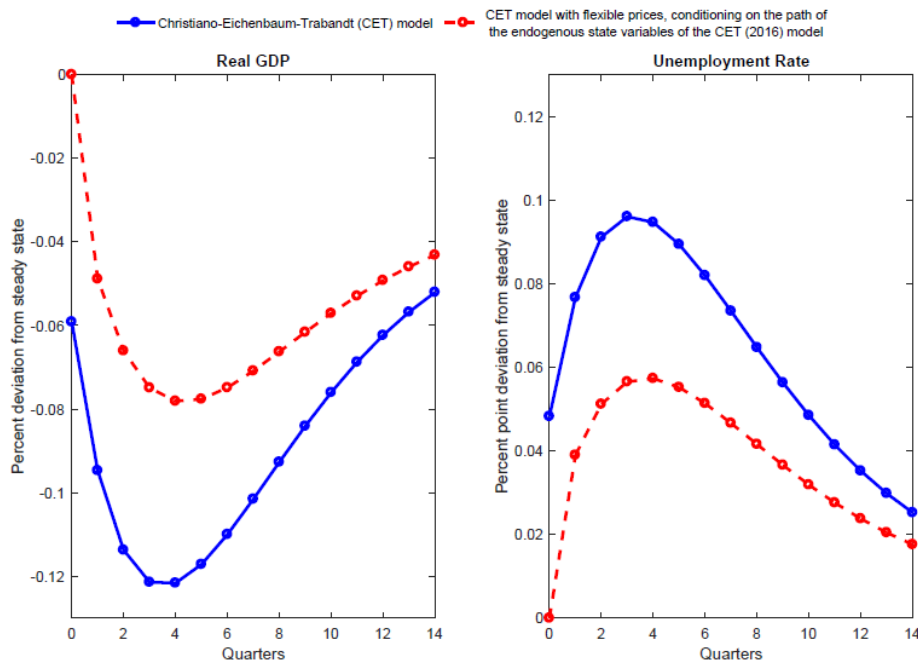 Christiano-Eichenbaum-Trabandt (CET) model
CET model with flexible prices, conditioning on the path of
the endogenous state variables of the CET (2016) model
Real GDP
Percent deviation from steady state
0
-0.02
-0.04
-0.06
-0.08
-0.1
-0.12
0 2 4 6 8 10 12 14
Quarters
Unemployment Rate
Percent point deviation from steady state
0.12
0.1
0.08
0.06
0.04
0.02
0
0 2 4 6 8 10 12 14
Quarters